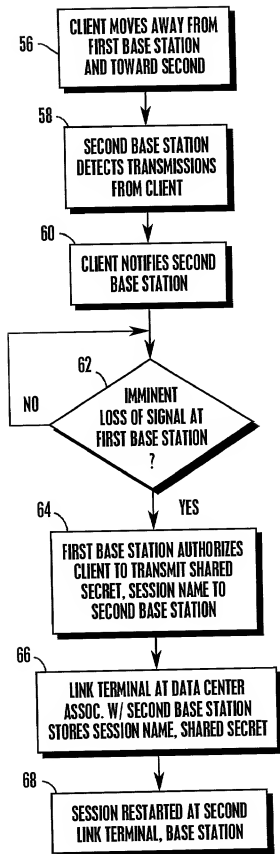 56
CLIENT MOVES AWAY FROM
FIRST BASE STATION
AND TOWARD SECOND
58
SECOND BASE STATION
DETECTS TRANSMISSIONS
FROM CLIENT
60
CLIENT NOTIFIES SECOND
BASE STATION
62
IMMINENT
LOSS OF SIGNAL AT
FIRST BASE STATION
?
NO
YES
64
FIRST BASE STATION AUTHORIZES
CLIENT TO TRANSMIT SHARED
SECRET, SESSION NAME TO
SECOND BASE STATION
66
LINK TERMINAL AT DATA CENTER
ASSOC. W/ SECOND BASE STATION
STORES SESSION NAME, SHARED SECRET
68
SESSION RESTARTED AT SECOND
LINK TERMINAL, BASE STATION